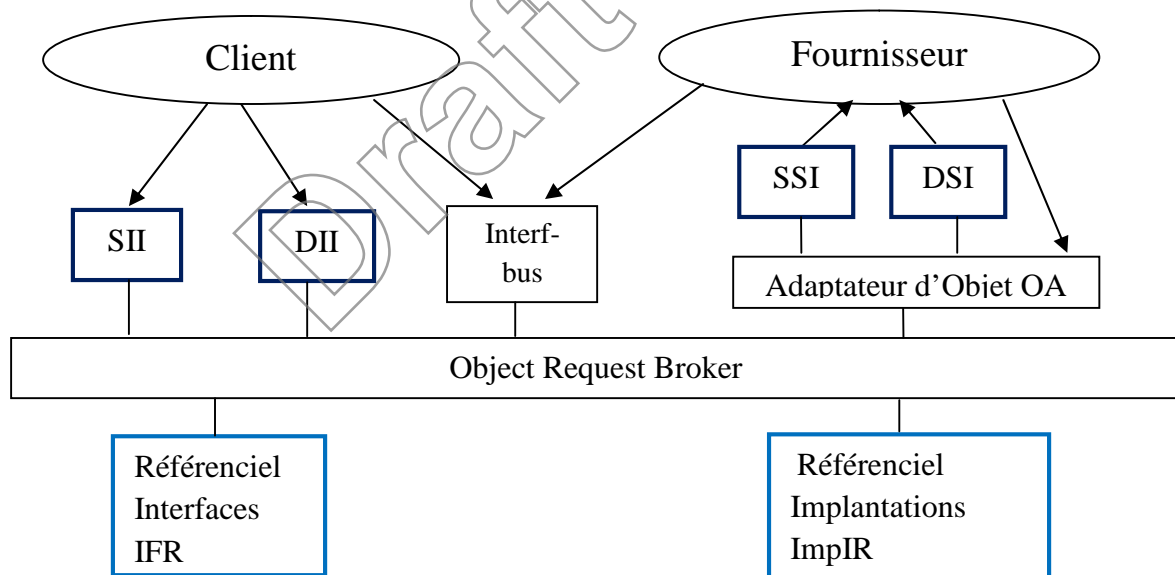 Draft
Client
Fournisseur
SSI
DSI
SII
DII
Interf-
bus
Adaptateur d'Objet OA
Object Request Broker
Référenciel
Interfaces
IFR
Référenciel
Implantations
ImpIR